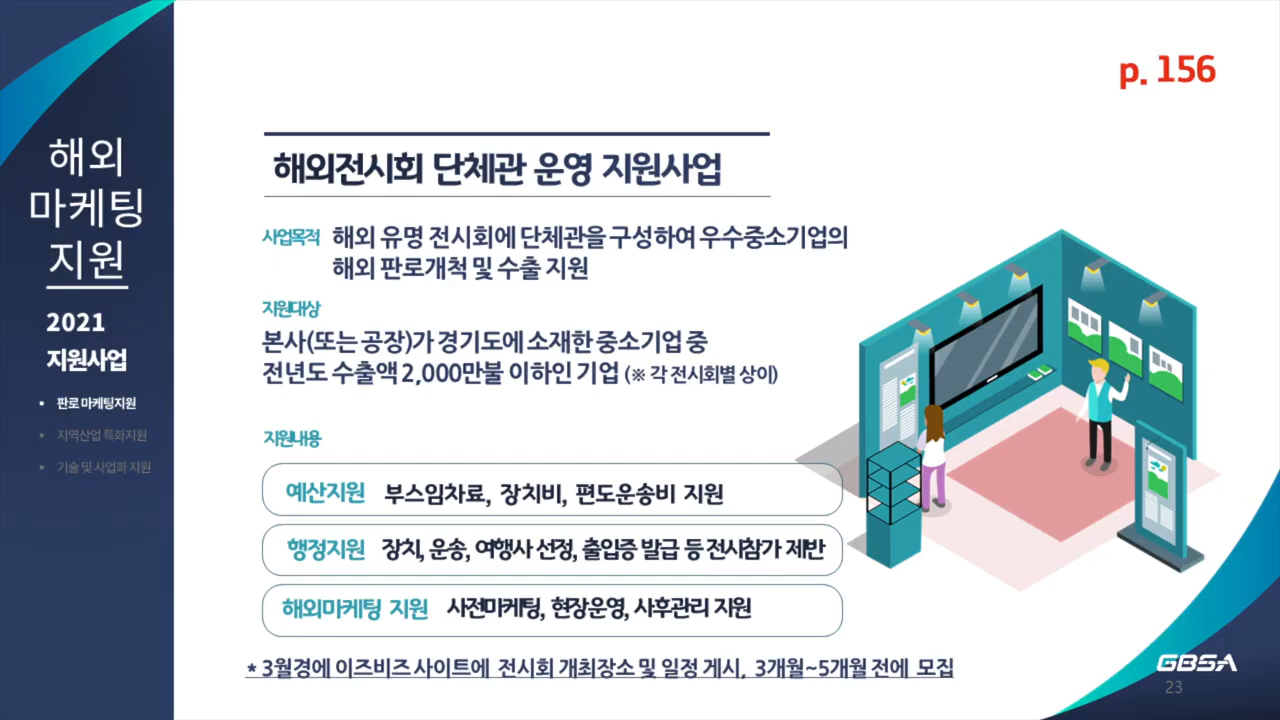 p. 156
해외
마케팅
지원
2021
지원사업
▪ 판로 마케팅지원
▪ 지역산업 특화지원
▪ 기술 및 사업화 지원
해외전시회 단체관 운영 지원사업
사업목적 해외 유명 전시회에 단체관을 구성하여 우수중소기업의
해외 판로개척 및 수출 지원
지원대상
본사(또는 공장)가 경기도에 소재한 중소기업 중
전년도 수출액 2,000만불 이하인 기업 (※ 각 전시회별 상이)
지원내용
예산지원 부스임차료, 장치비, 편도운송비 지원
행정지원 장치, 운송, 여행사 선정, 출입증 발급 등 전시참가 제반
해외마케팅 지원 사전마케팅, 현장운영, 사후관리 지원
* 3월경에 이즈비즈 사이트에 전시회 개최장소 및 일정 게시, 3개월~5개월 전에 모집
GBSA
23